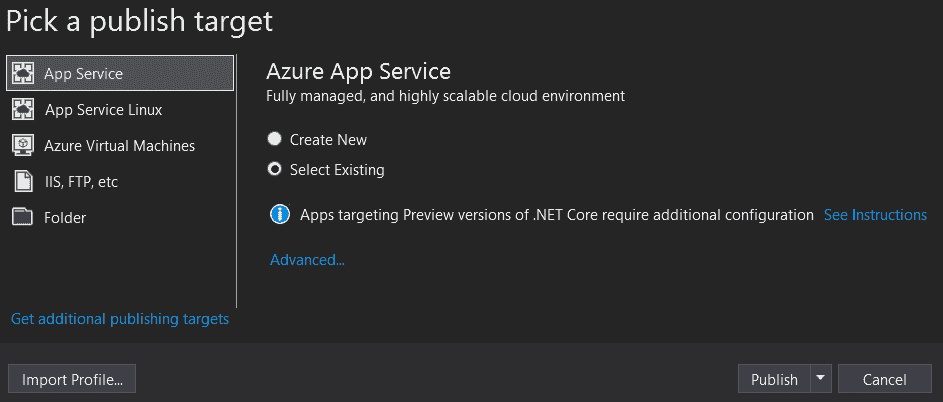 Pick a publish target
App Service
App Service Linux
Azure Virtual Machines
IIS, FTP, etc
Folder
Get additional publishing targets
Azure App Service
Fully managed, and highly scalable cloud environment
Create New
Select Existing
Apps targeting Preview versions of .NET Core require additional configuration See Instructions
Advanced...
Import Profile...
Publish
Cancel